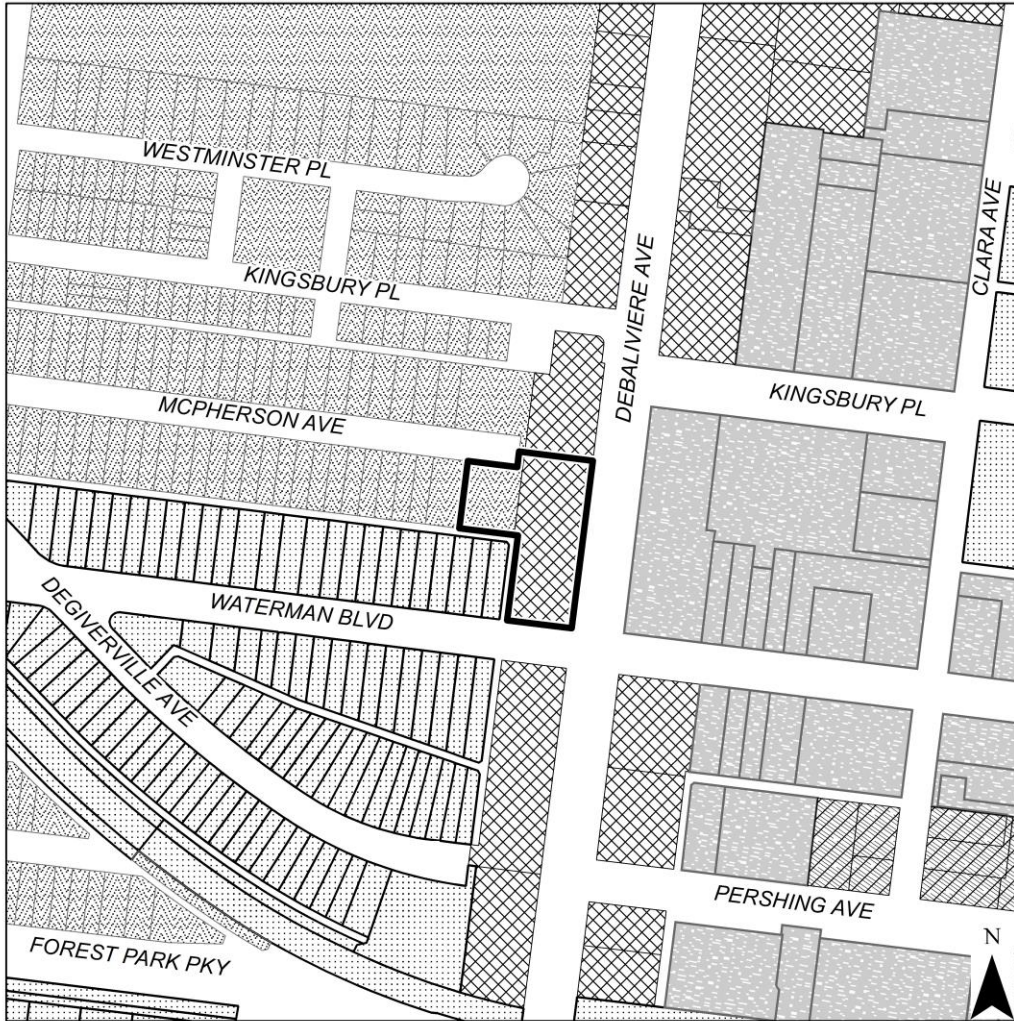 WESTMINSTER PL
KINGSBURY PL
DEBALIVIERE AVE
CLARA AVE
MCPHERSON AVE
KINGSBURY PL
WATERMAN BLVD
DEGIVERVILLE AVE
PERSHING AVE
FOREST PARK PKY
N